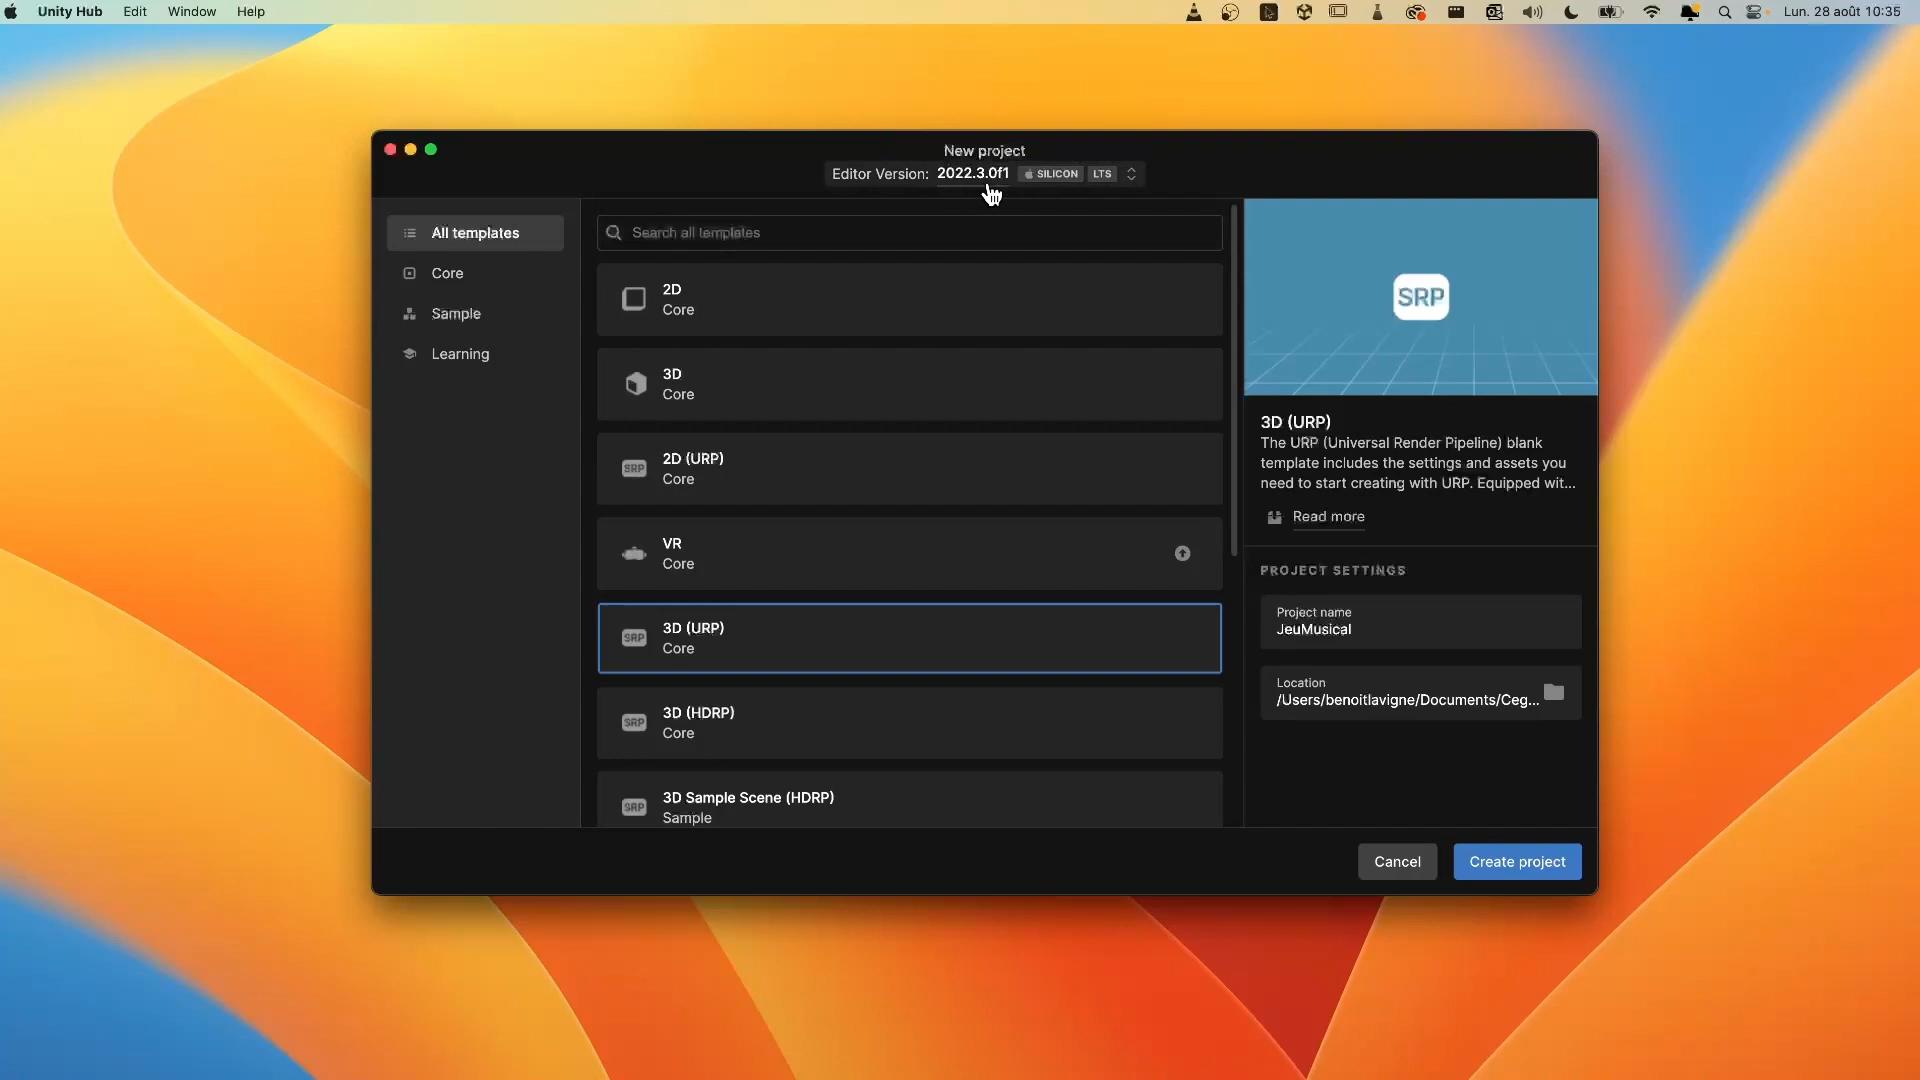 Unity Hub Edit Window Help
Lun. 28 août 10:35
New project
Editor Version: 2022.3.0f1 SILICON LTS
All templates
Core
Sample
Learning
Search all templates
2D
Core
3D
Core
2D (URP)
Core
VR
Core
SRP
3D (URP)
Core
SRP
3D (HDRP)
Core
SRP
3D Sample Scene (HDRP)
Sample
SRP
SRP
3D (URP)
The URP (Universal Render Pipeline) blank
template includes the settings and assets you
need to start creating with URP. Equipped wit...
Read more
PROJECT SETTINGS
Project name
JeuMusical
Location
/Users/benoitlavigne/Documents/Ceg...
Cancel
Create project